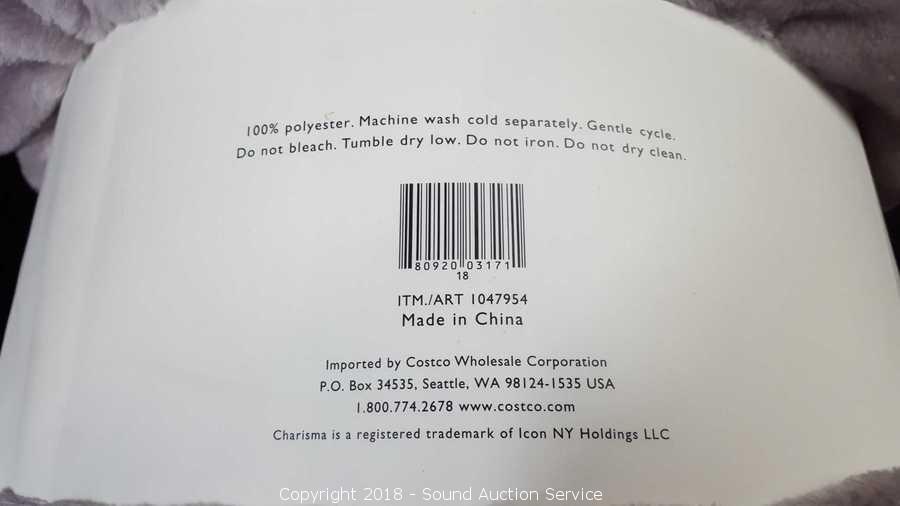 100% polyester. Machine wash cold separately. Gentle cycle.
Do not bleach. Tumble dry low. Do not iron. Do not dry clean.
80920 03171
18
ITM./ART 1047954
Made in China
Imported by Costco Wholesale Corporation
P.O. Box 34535, Seattle, WA 98124-1535 USA
1.800.774.2678 www.costco.com
Charisma is a registered trademark of Icon NY Holdings LLC
Copyright 2018 - Sound Auction Service